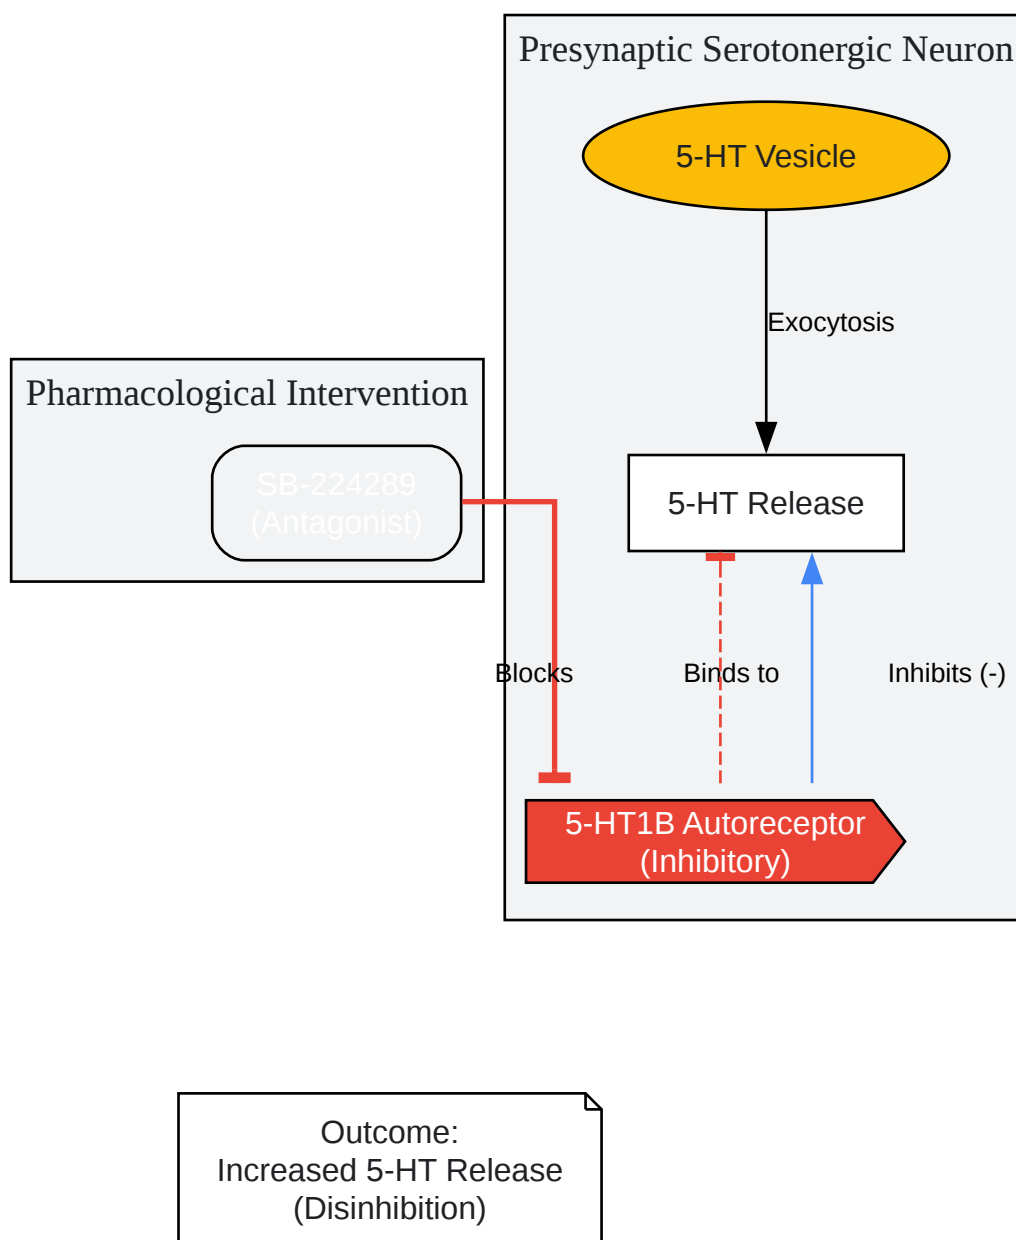 Presynaptic Serotonergic Neuron
5-HT Vesicle
Exocytosis
Pharmacological Intervention
SB-224289
(Antagonist)
5-HT Release
Blocks
Binds to
Inhibits (-)
5-HT1B Autoreceptor
(Inhibitory)
Outcome:
Increased 5-HT Release
(Disinhibition)